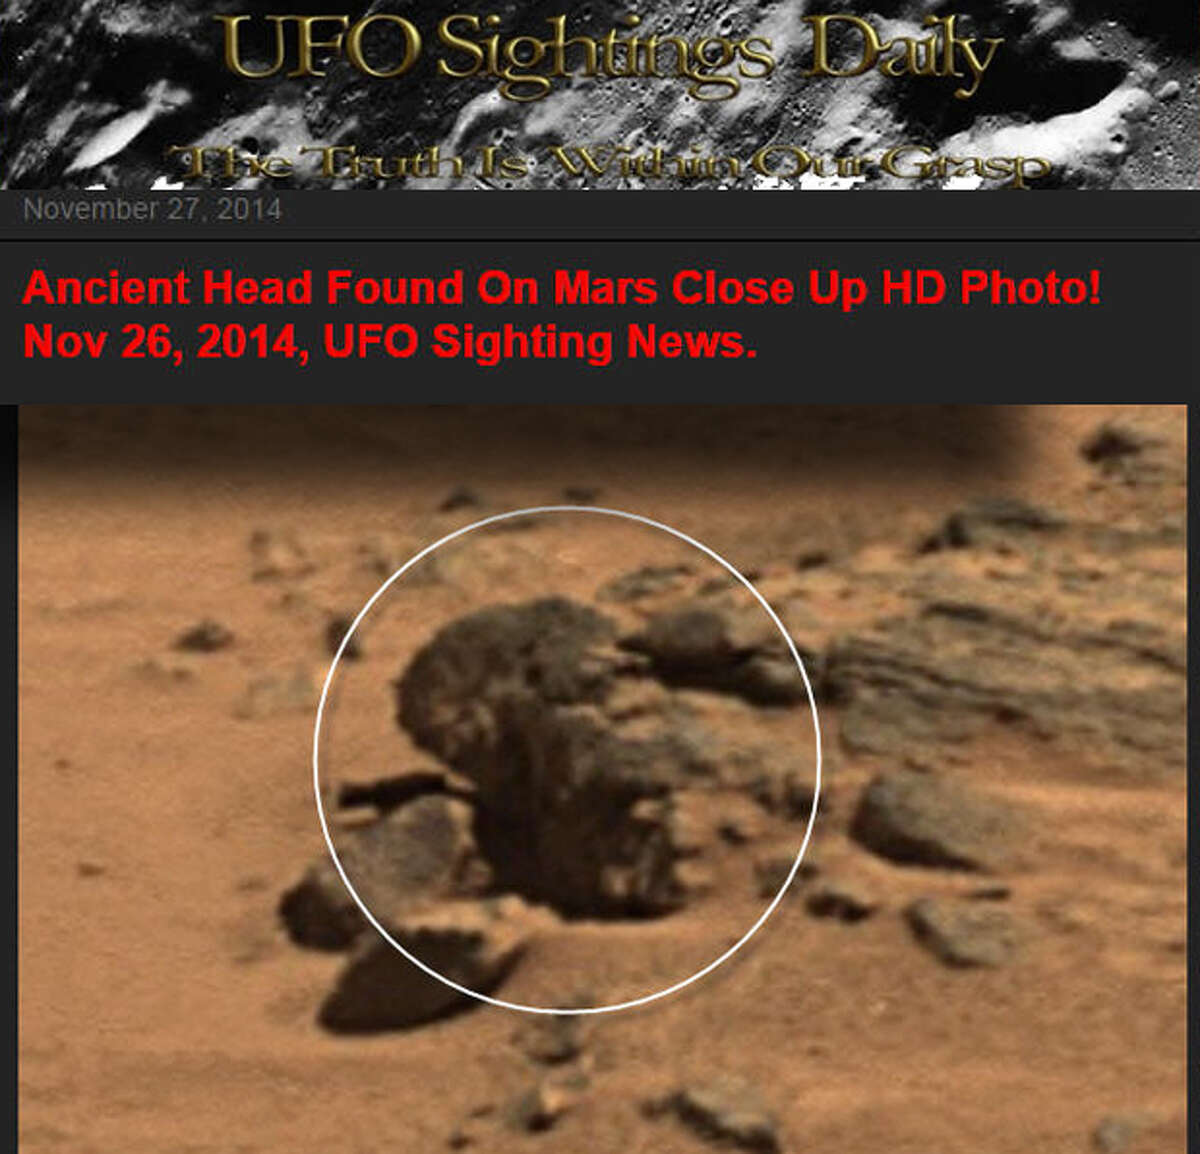 UFO Sightings Daily
The Truth Is Within Our Grasp
November 27, 2014
Ancient Head Found On Mars Close Up HD Photo!
Nov 26, 2014, UFO Sighting News.